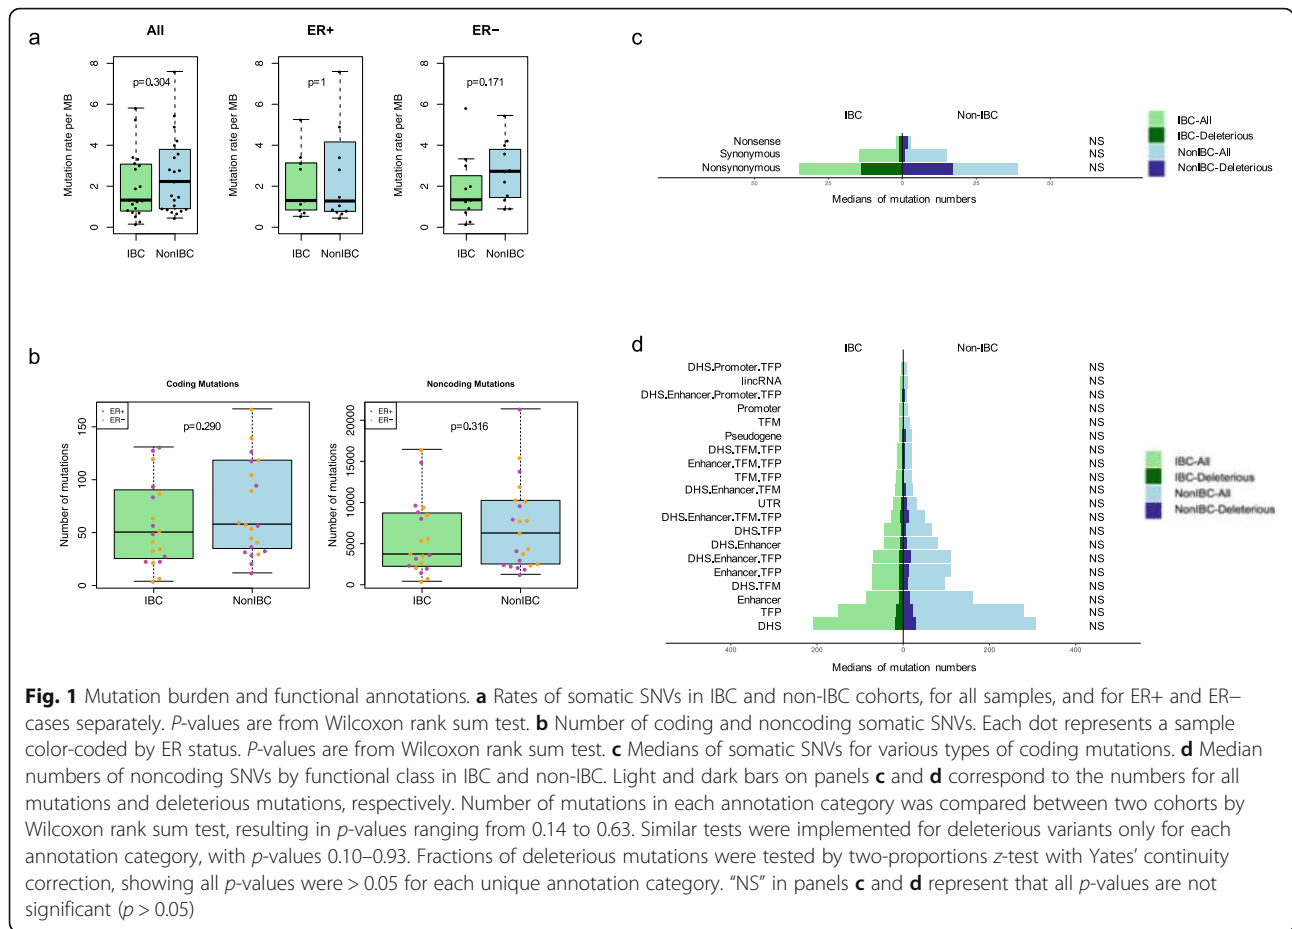 a
All
ER+
ER−
Mutation rate per MB
0 2 4 6 8
p=0.304
IBC NonIBC
Mutation rate per MB
0 2 4 6 8
p=1
IBC NonIBC
Mutation rate per MB
0 2 4 6 8
p=0.171
IBC NonIBC
b
Coding Mutations
Number of mutations
0 50 100 150
ER+
ER−
p=0.290
IBC NonIBC
Noncoding Mutations
Number of mutations
0 5000 10000 20000
ER+
ER−
p=0.316
IBC NonIBC
c
IBC Non-IBC
Nonsense NS
Synonymous NS
Nonsynonymous NS
50 25 0 25 50
Medians of mutation numbers
IBC-All
IBC-Deleterious
NonIBC-All
NonIBC-Deleterious
d
IBC Non-IBC
DHS.Promoter.TFP NS
lincRNA NS
DHS.Enhancer.Promoter.TFP NS
Promoter NS
TFM NS
Pseudogene NS
DHS.TFM.TFP NS
Enhancer.TFM.TFP NS
TFM.TFP NS
DHS.Enhancer.TFM NS
UTR NS
DHS.Enhancer.TFM.TFP NS
DHS.TFP NS
DHS.Enhancer NS
DHS.Enhancer.TFP NS
Enhancer.TFP NS
DHS.TFM NS
Enhancer NS
TFP NS
DHS NS
400 200 0 200 400
Medians of mutation numbers
IBC-All
IBC-Deleterious
NonIBC-All
NonIBC-Deleterious
Fig. 1 Mutation burden and functional annotations. a Rates of somatic SNVs in IBC and non-IBC cohorts, for all samples, and for ER+ and ER−
cases separately. P-values are from Wilcoxon rank sum test. b Number of coding and noncoding somatic SNVs. Each dot represents a sample
color-coded by ER status. P-values are from Wilcoxon rank sum test. c Medians of somatic SNVs for various types of coding mutations. d Median
numbers of noncoding SNVs by functional class in IBC and non-IBC. Light and dark bars on panels c and d correspond to the numbers for all
mutations and deleterious mutations, respectively. Number of mutations in each annotation category was compared between two cohorts by
Wilcoxon rank sum test, resulting in p-values ranging from 0.14 to 0.63. Similar tests were implemented for deleterious variants only for each
annotation category, with p-values 0.10–0.93. Fractions of deleterious mutations were tested by two-proportions z-test with Yates’ continuity
correction, showing all p-values were > 0.05 for each unique annotation category. “NS” in panels c and d represent that all p-values are not
significant (p > 0.05)